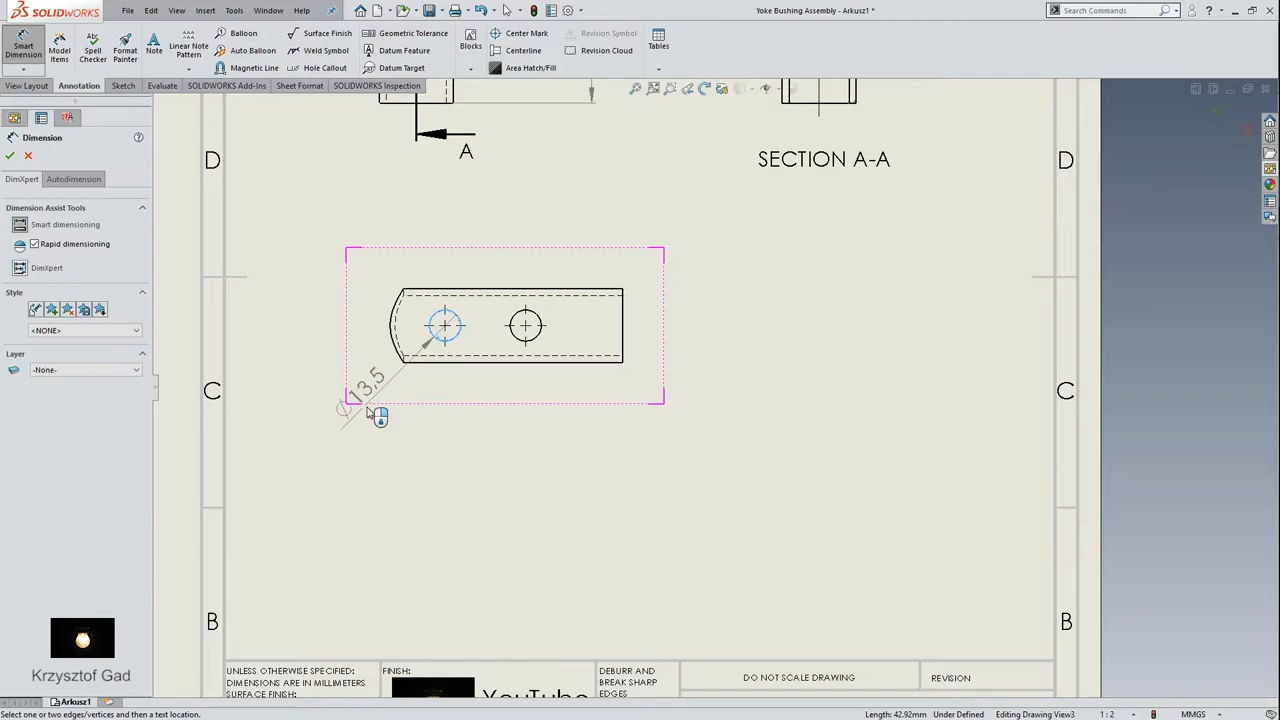 SOLIDWORKS File Edit View Insert Tools Window Help Yoke Bushing Assembly - Arkusz1 * Search Commands
Smart Dimension
Model Items
Spell Checker
Format Painter
Note
Linear Note Pattern
Balloon
Auto Balloon
Magnetic Line
Surface Finish
Weld Symbol
Hole Callout
Geometric Tolerance
Datum Feature
Datum Target
Blocks
Center Mark
Centerline
Area Hatch/Fill
Revision Symbol
Revision Cloud
Tables
View Layout Annotation Sketch Evaluate SOLIDWORKS Add-Ins Sheet Format SOLIDWORKS Inspection
Dimension
DimXpert Autodimension
Dimension Assist Tools
Smart dimensioning
Rapid dimensioning
DimXpert
Style
<NONE>
Layer
-None-
D
A
SECTION A-A
D
C
C
∅13,5
B
B
Krzysztof Gad
UNLESS OTHERWISE SPECIFIED:
DIMENSIONS ARE IN MILLIMETERS
SURFACE FINISH:
FINISH:
YouTube
DEBURR AND
BREAK SHARP
EDGES
DO NOT SCALE DRAWING
REVISION
Arkusz1
Select one or two edges/vertices and then a text location. Length: 42.92mm Under Defined Editing Drawing View3 1 : 2 MMGS